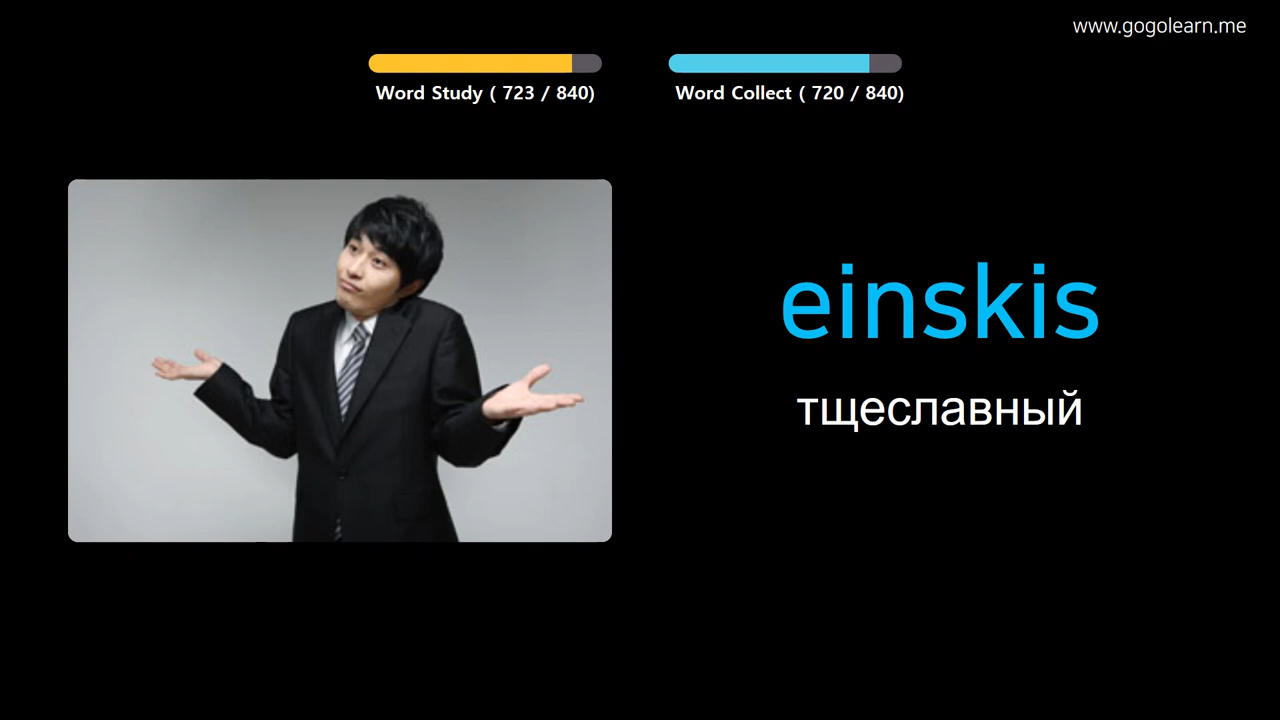 www.gogolearn.me
Word Study ( 723 / 840)
Word Collect ( 720 / 840)
einskis
тщеславный